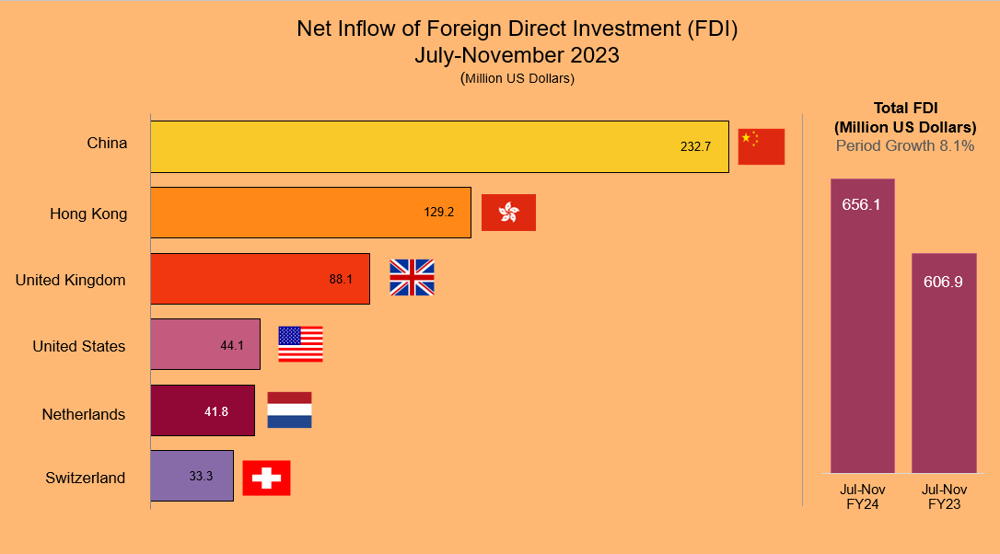 Net Inflow of Foreign Direct Investment (FDI)
July-November 2023
(Million US Dollars)
China
232.7
Hong Kong
129.2
United Kingdom
88.1
United States
44.1
Netherlands
41.8
Switzerland
33.3
Total FDI
(Million US Dollars)
Period Growth 8.1%
656.1
606.9
Jul-Nov
FY24
Jul-Nov
FY23